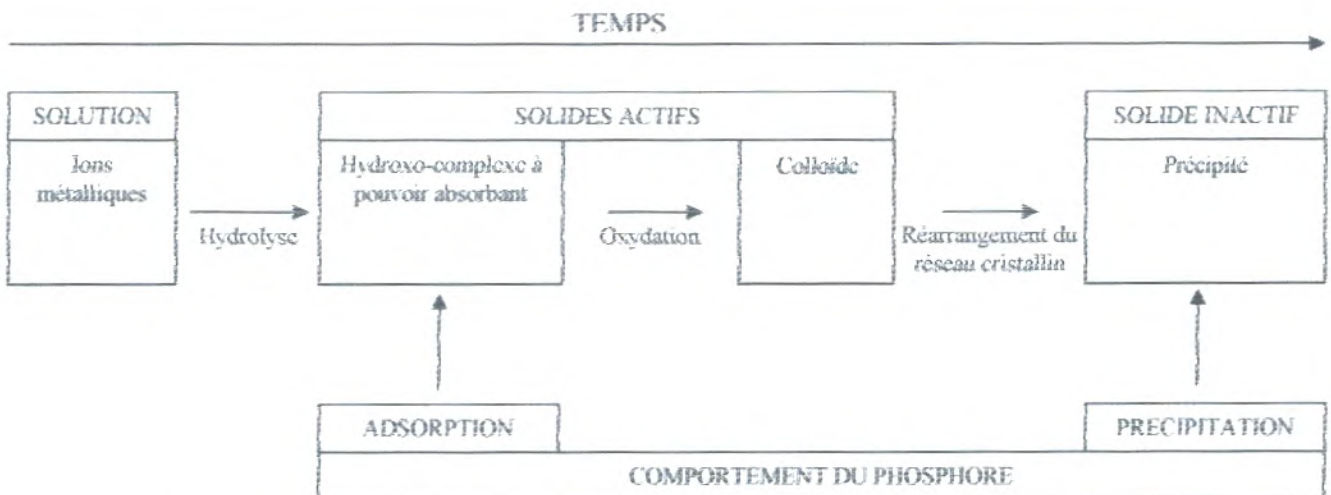 TEMPS
SOLUTION
SOLIDES ACTIFS
SOLIDE INACTIF
Ions
métalliques
Hydrolyse
Hydroxo-complexe à
pouvoir absorbant
Oxydation
Colloïde
Réarrangement du
réseau cristallin
Précipité
ADSORPTION
PRECIPITATION
COMPORTEMENT DU PHOSPHORE